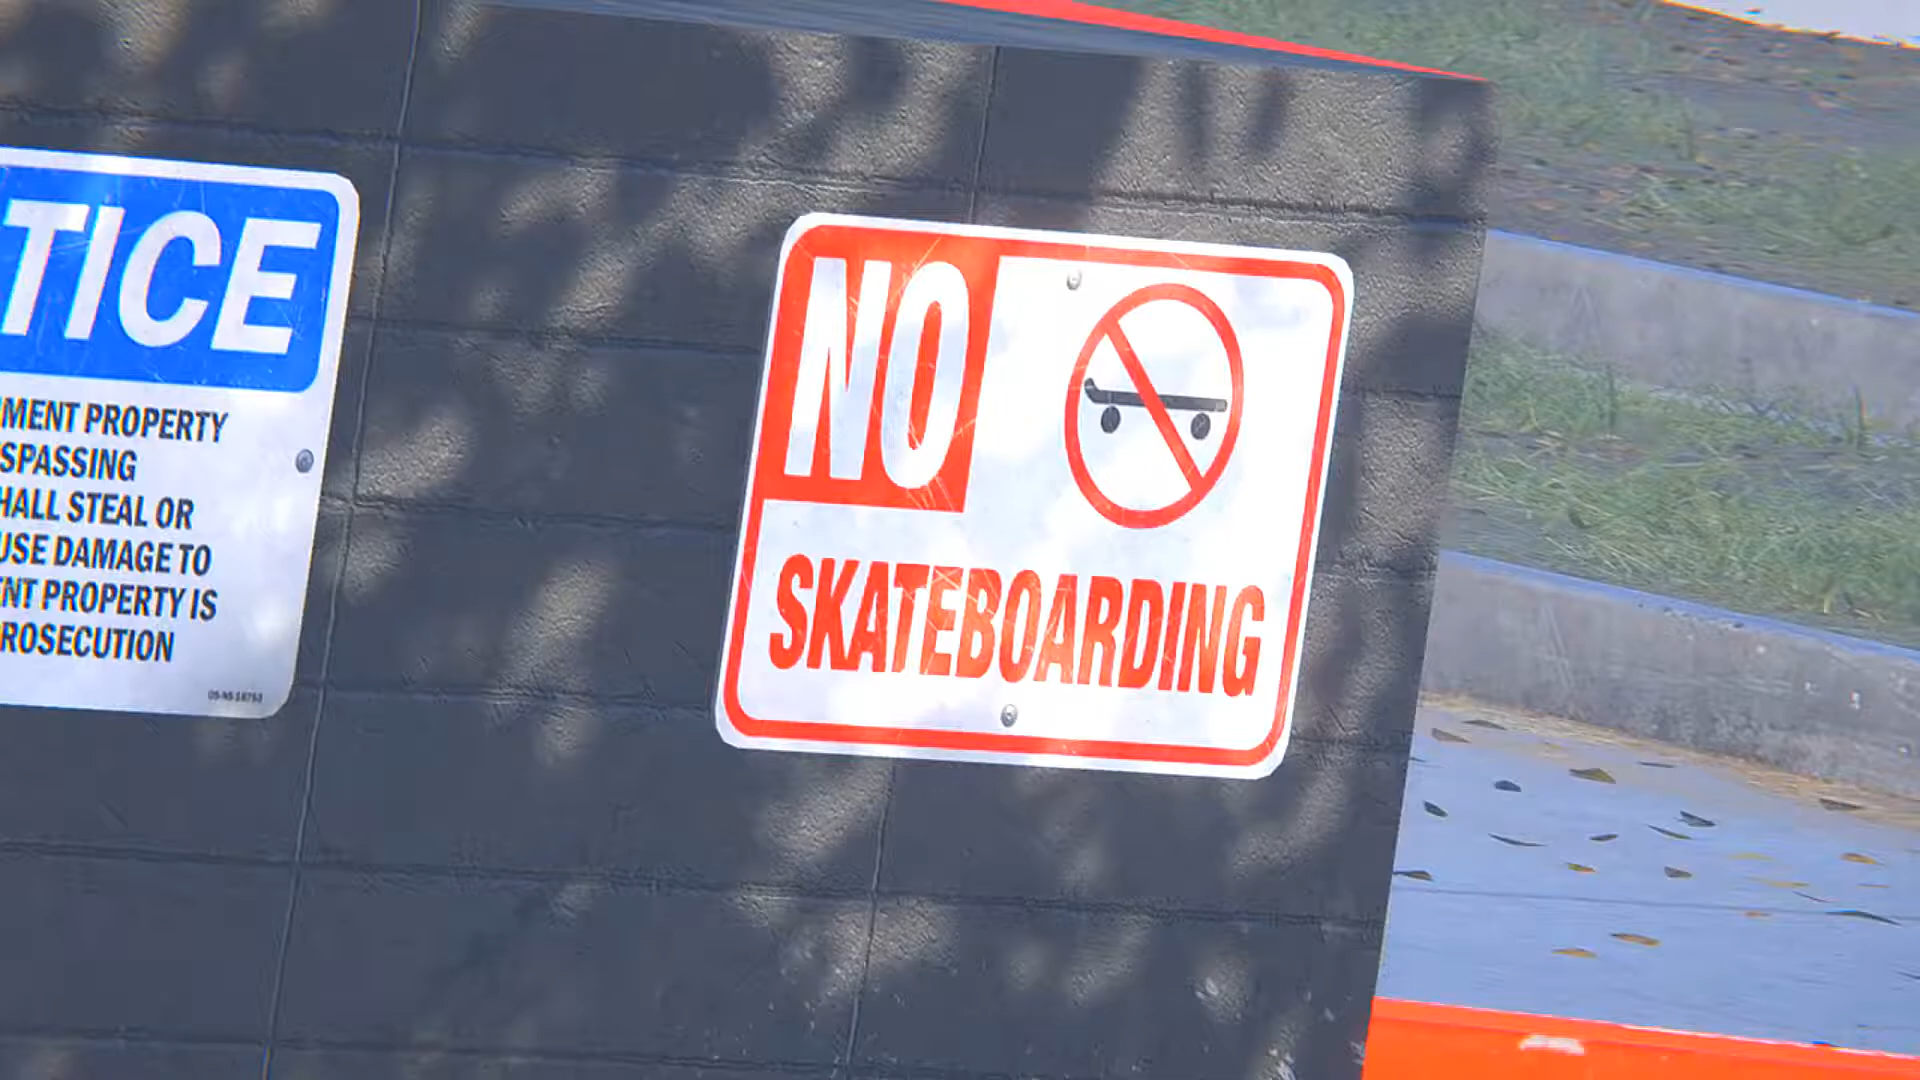 TICE
MENT PROPERTY
SPASSING
HALL STEAL OR
USE DAMAGE TO
NT PROPERTY IS
ROSECUTION
NO
SKATEBOARDING